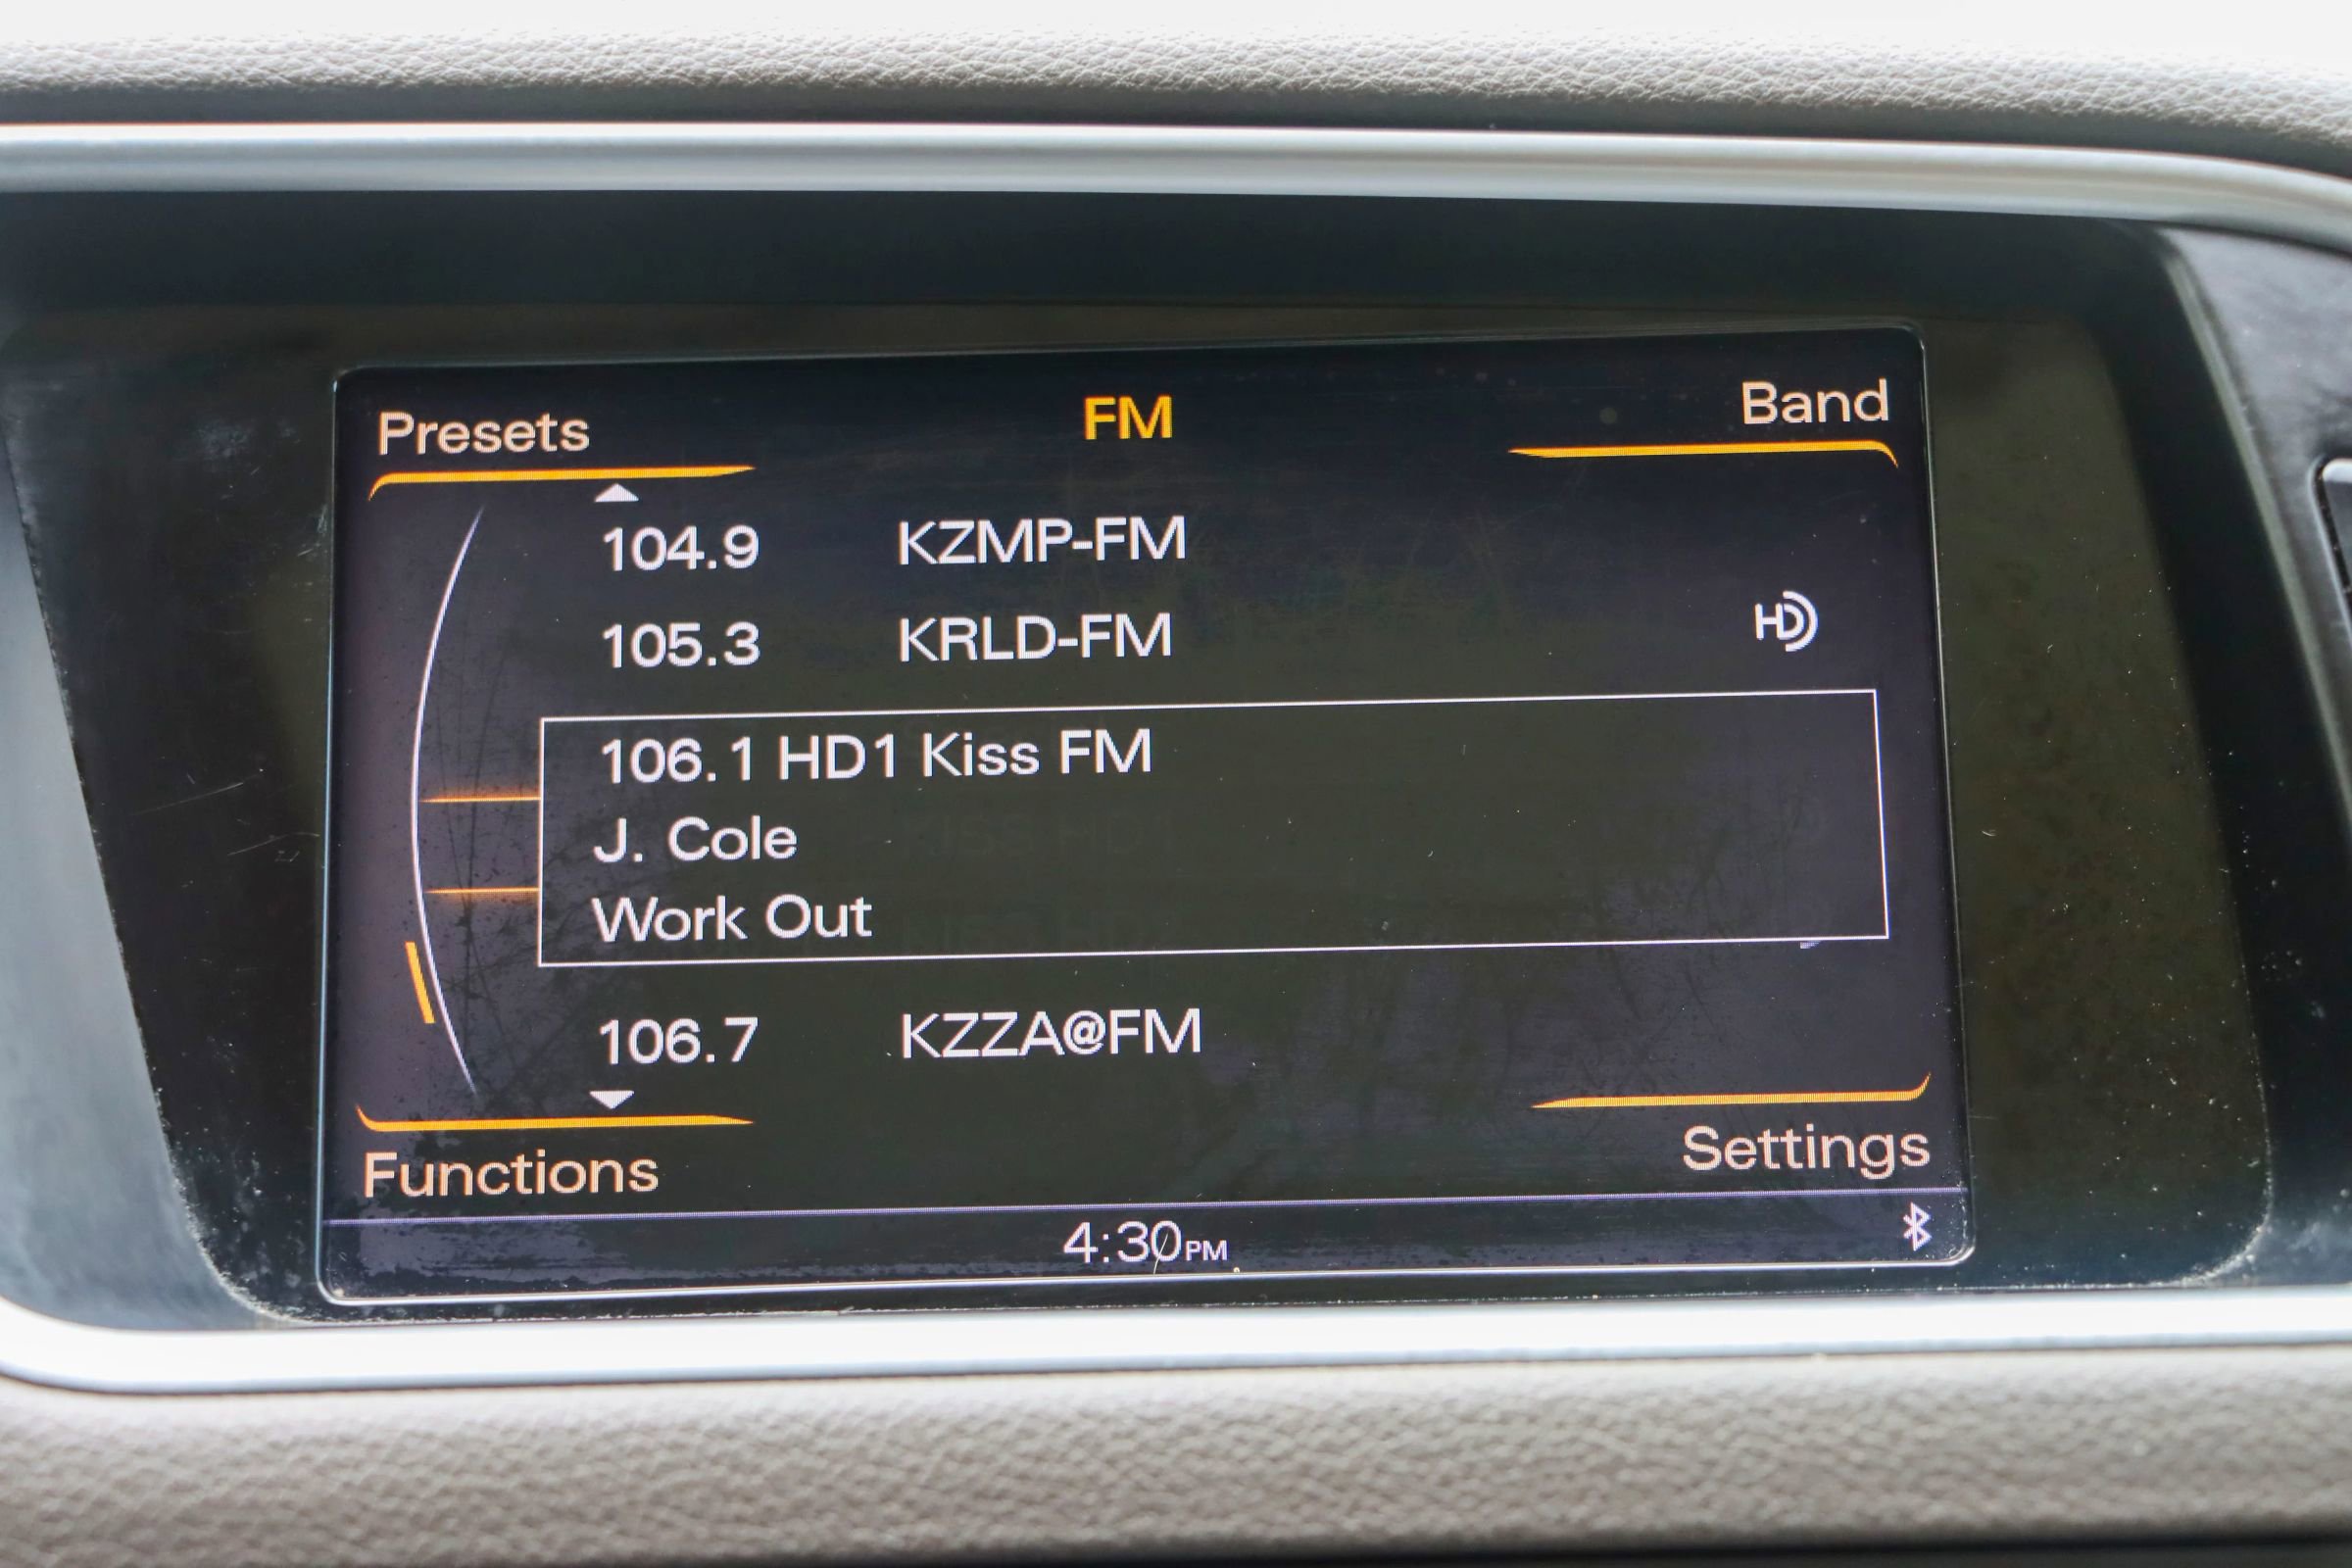 Presets FM Band
104.9 KZMP-FM
105.3 KRLD-FM HD
106.1 HD1 Kiss FM
J. Cole
Work Out
106.7 KZZA@FM
Functions Settings
4:30PM